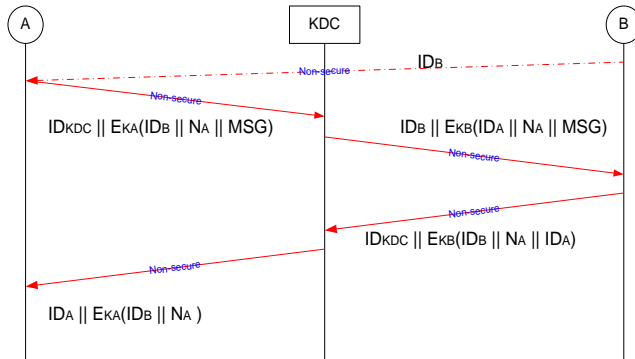 A KDC B
IDB
Non-secure
Non-secure
IDKDC || EKA(IDB || NA || MSG)
IDB || EKB(IDA || NA || MSG)
Non-secure
Non-secure
IDKDC || EKB(IDB || NA || IDA)
Non-secure
IDA || EKA(IDB || NA )